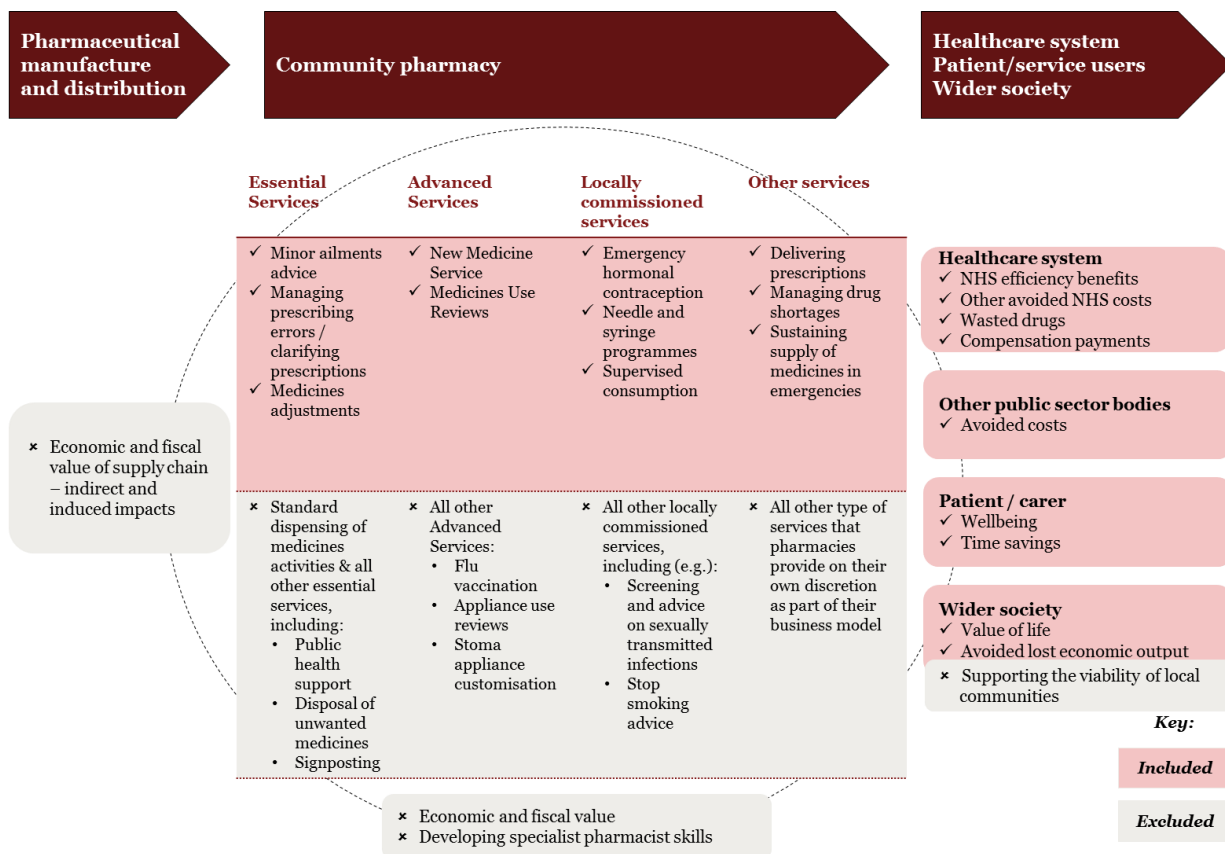 Pharmaceutical
manufacture
and distribution
Community pharmacy
Healthcare system
Patient/service users
Wider society
Essential
Services
Advanced
Services
Locally
commissioned
services
Other services
✓ Minor ailments
advice
✓ Managing
prescribing
errors /
clarifying
prescriptions
✓ Medicines
adjustments
✓ New Medicine
Service
✓ Medicines Use
Reviews
✓ Emergency
hormonal
contraception
✓ Needle and
syringe
programmes
✓ Supervised
consumption
✓ Delivering
prescriptions
✓ Managing drug
shortages
✓ Sustaining
supply of
medicines in
emergencies
× Economic and fiscal
value of supply chain
– indirect and
induced impacts
× Standard
dispensing of
medicines
activities & all
other essential
services,
including:
• Public
health
support
• Disposal of
unwanted
medicines
• Signposting
× All other
Advanced
Services:
• Flu
vaccination
• Appliance use
reviews
• Stoma
appliance
customisation
× All other locally
commissioned
services,
including (e.g.):
• Screening
and advice
on sexually
transmitted
infections
• Stop
smoking
advice
× All other type of
services that
pharmacies
provide on their
own discretion
as part of their
business model
Healthcare system
✓ NHS efficiency benefits
✓ Other avoided NHS costs
✓ Wasted drugs
✓ Compensation payments
Other public sector bodies
✓ Avoided costs
Patient / carer
✓ Wellbeing
✓ Time savings
Wider society
✓ Value of life
✓ Avoided lost economic output
× Supporting the viability of local
communities
× Economic and fiscal value
× Developing specialist pharmacist skills
Key:
Included
Excluded